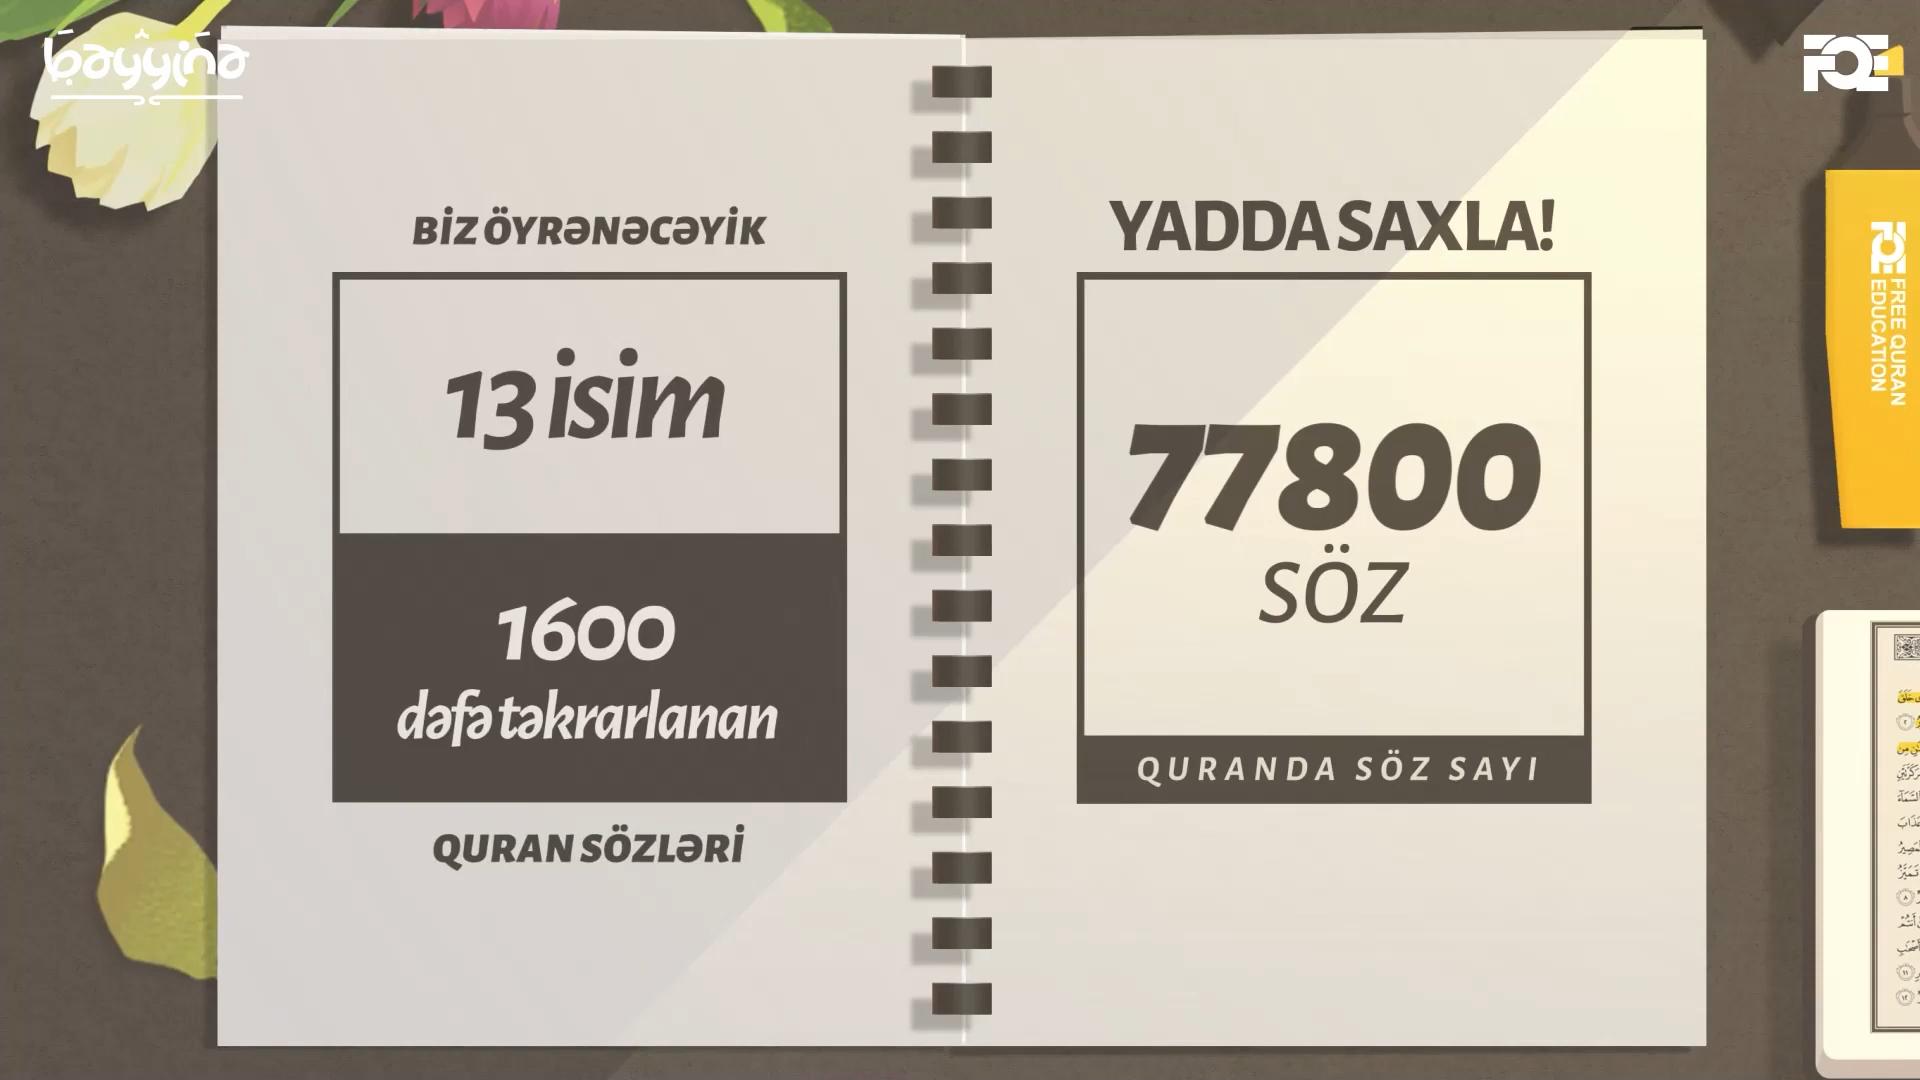 bayyina
FQE
BİZ ÖYRƏNƏCƏYİK
13 isim
1600
dəfə təkrarlanan
QURAN SÖZLƏRİ
YADDA SAXLA!
77800
SÖZ
QURANDA SÖZ SAYI
FREE QURAN
EDUCATION